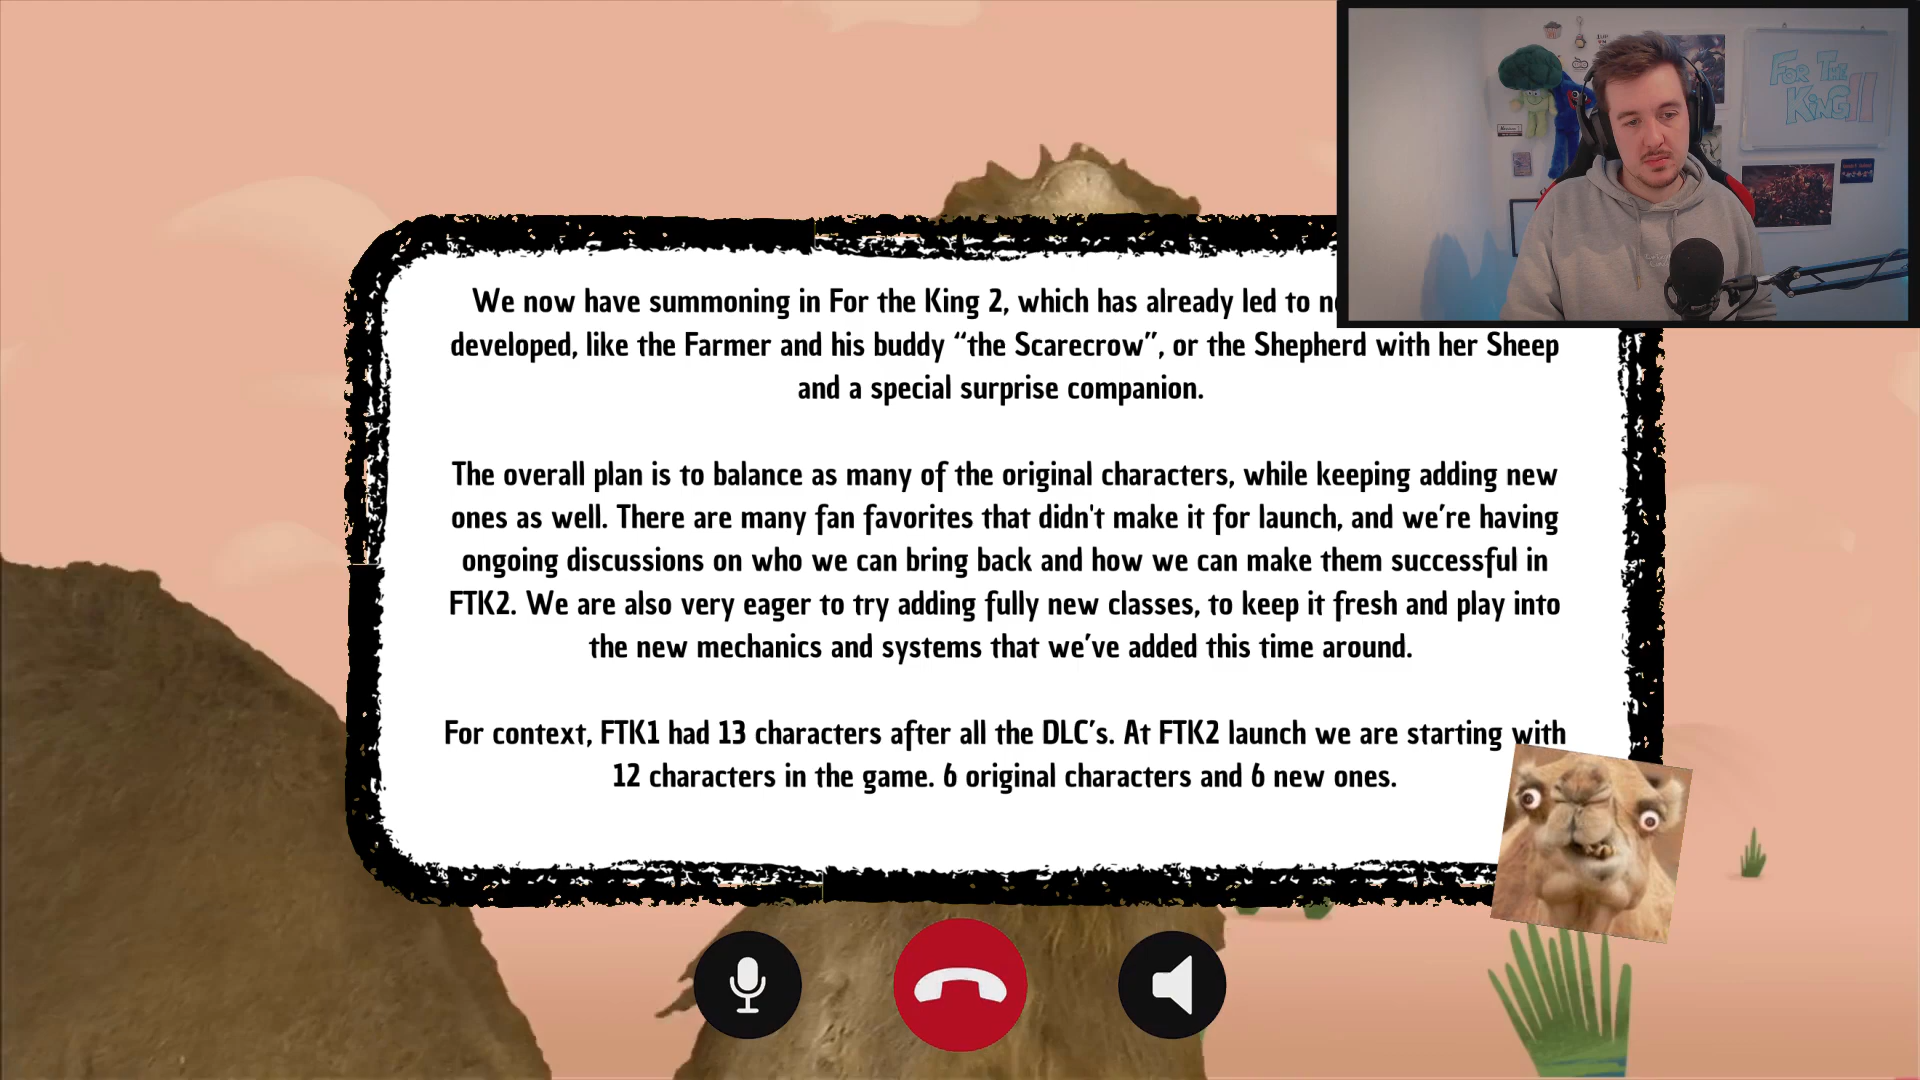 FOR THE
KING II
We now have summoning in For the King 2, which has already led to
developed, like the Farmer and his buddy “the Scarecrow”, or the Shepherd with her Sheep
and a special surprise companion.
The overall plan is to balance as many of the original characters, while keeping adding new
ones as well. There are many fan favorites that didn't make it for launch, and we’re having
ongoing discussions on who we can bring back and how we can make them successful in
FTK2. We are also very eager to try adding fully new classes, to keep it fresh and play into
the new mechanics and systems that we’ve added this time around.
For context, FTK1 had 13 characters after all the DLC’s. At FTK2 launch we are starting with
12 characters in the game. 6 original characters and 6 new ones.